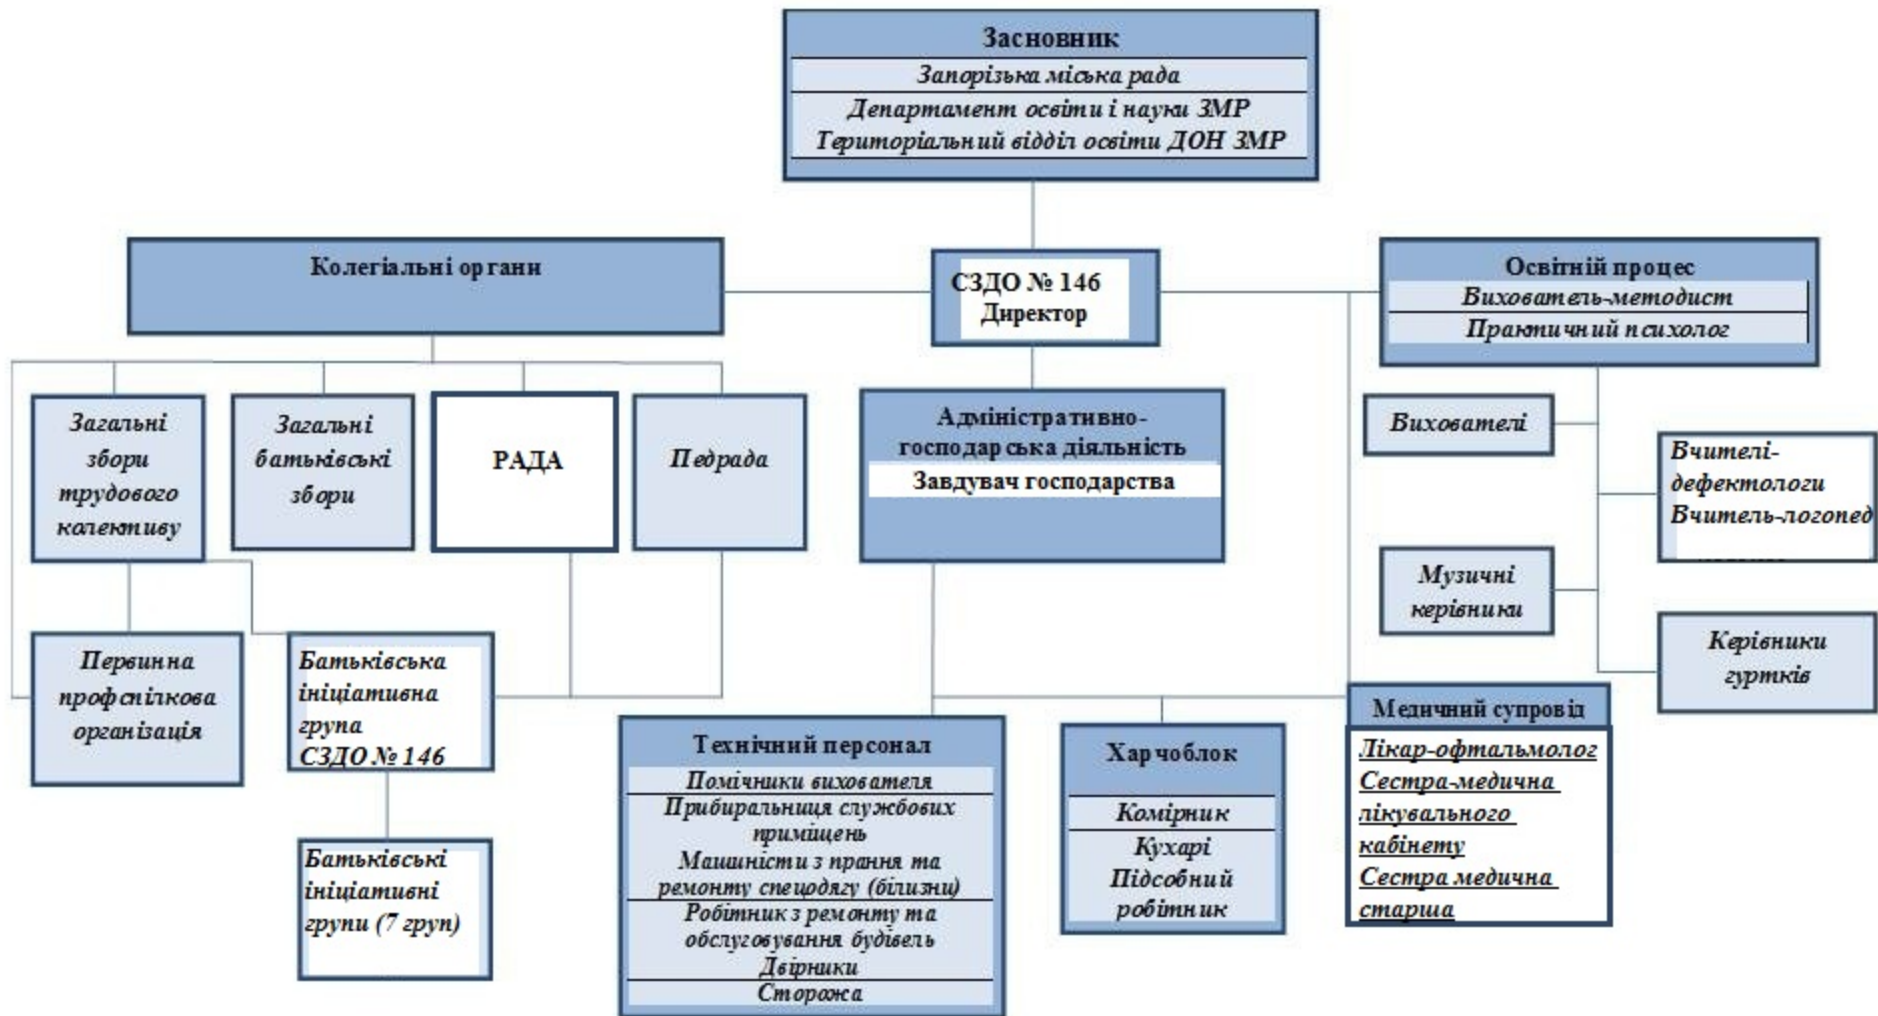 Засновник
Запорізька міська рада
Департамент освіти і науки ЗМР
Територіальний відділ освіти ДОН ЗМР
Колегіальні органи
СЗДО № 146
Директор
Освітній процес
Вихователь-методист
Практичний психолог
Загальні
збори
трудового
колективу
Загальні
батьківські
збори
РАДА
Педрада
Адміністративно-
господарська діяльність
Завдувач господарства
Вихователі
Вчителі-
дефектологи
Вчитель-логопед
Музичні
керівники
Керівники
гуртків
Первинна
профспілкова
організація
Батьківська
ініціативна
група
СЗДО № 146
Батьківські
ініціативні
групи (7 груп)
Технічний персонал
Помічники вихователя
Прибиральниця службових
приміщень
Машиністи з прання та
ремонту спецодягу (білизни)
Робітник з ремонту та
обслуговування будівель
Двірники
Сторожа
Харчоблок
Комірник
Кухарі
Підсобний
робітник
Медичний супровід
Лікар-офтальмолог
Сестра-медична
лікувального
кабінету
Сестра медична
старша